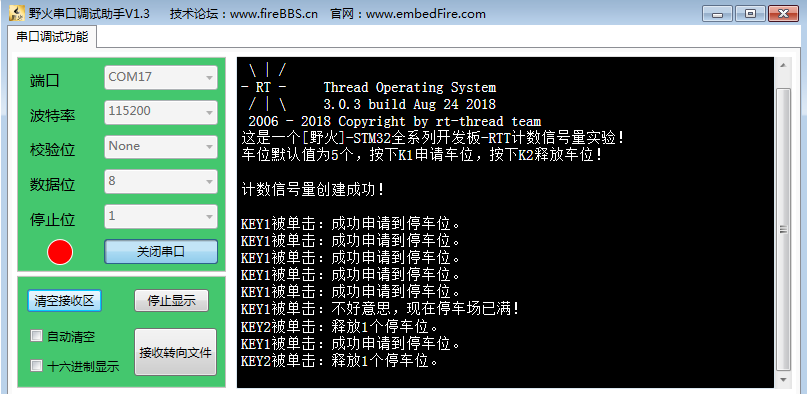 野火串口调试助手V1.3 技术论坛：www.fireBBS.cn 官网：www.embedFire.com
串口调试功能
端口 COM17
波特率 115200
校验位 None
数据位 8
停止位 1
关闭串口
清空接收区 停止显示
自动清空
接收转向文件
十六进制显示
\ | /
- RT - Thread Operating System
/ | \ 3.0.3 build Aug 24 2018
2006 - 2018 Copyright by rt-thread team
这是一个[野火]-STM32全系列开发板-RTT计数信号量实验！
车位默认值为5个，按下K1申请车位，按下K2释放车位！
计数信号量创建成功！
KEY1被单击：成功申请到停车位。
KEY1被单击：成功申请到停车位。
KEY1被单击：成功申请到停车位。
KEY1被单击：成功申请到停车位。
KEY1被单击：成功申请到停车位。
KEY1被单击：不好意思，现在停车场已满！
KEY2被单击：释放1个停车位。
KEY1被单击：成功申请到停车位。
KEY2被单击：释放1个停车位。